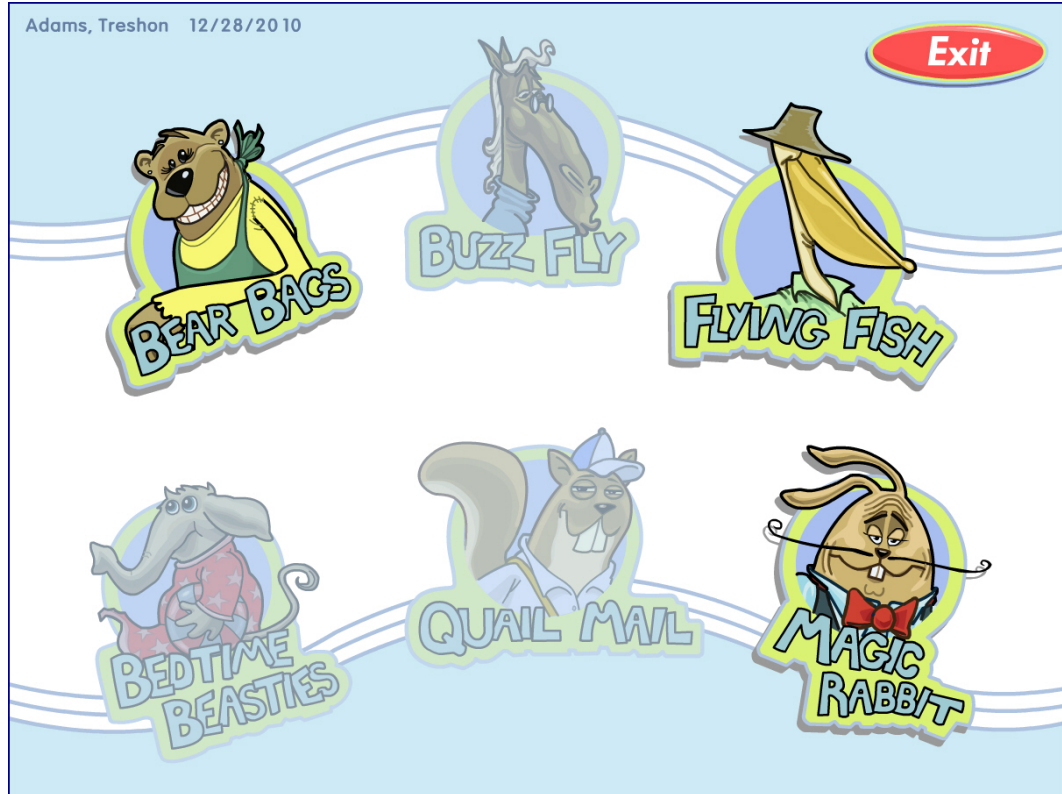 Adams, Treshon 12/28/2010
Exit
BEAR BAGS
BUZZ FLY
FLYING FISH
BEDTIME
BEASTIES
QUAIL MAIL
MAGIC
RABBIT